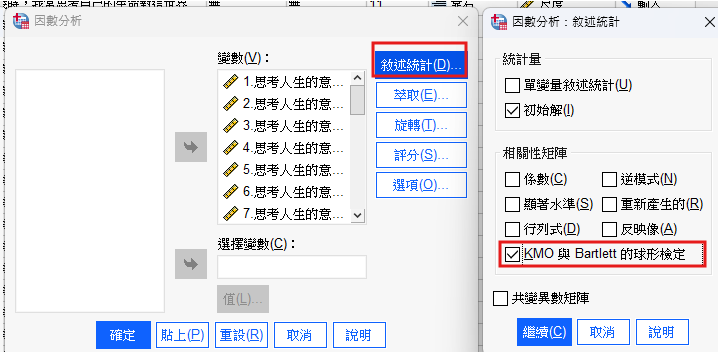 因數分析
變數(V)：
1.思考人生的意...
2.思考人生的意...
3.思考人生的意...
4.思考人生的意...
5.思考人生的意...
6.思考人生的意...
7.思考人生的意...
選擇變數(C)：
值(L)...
敘述統計(D)...
萃取(E)...
旋轉(T)...
評分(S)...
選項(O)...
確定
貼上(P)
重設(R)
取消
說明
因數分析：敘述統計
統計量
單變量敘述統計(U)
初始解(I)
相關性矩陣
係數(C)
逆模式(N)
顯著水準(S)
重新產生的(R)
行列式(D)
反映像(A)
KMO 與 Bartlett 的球形檢定
共變異數矩陣
繼續(C)
取消
說明